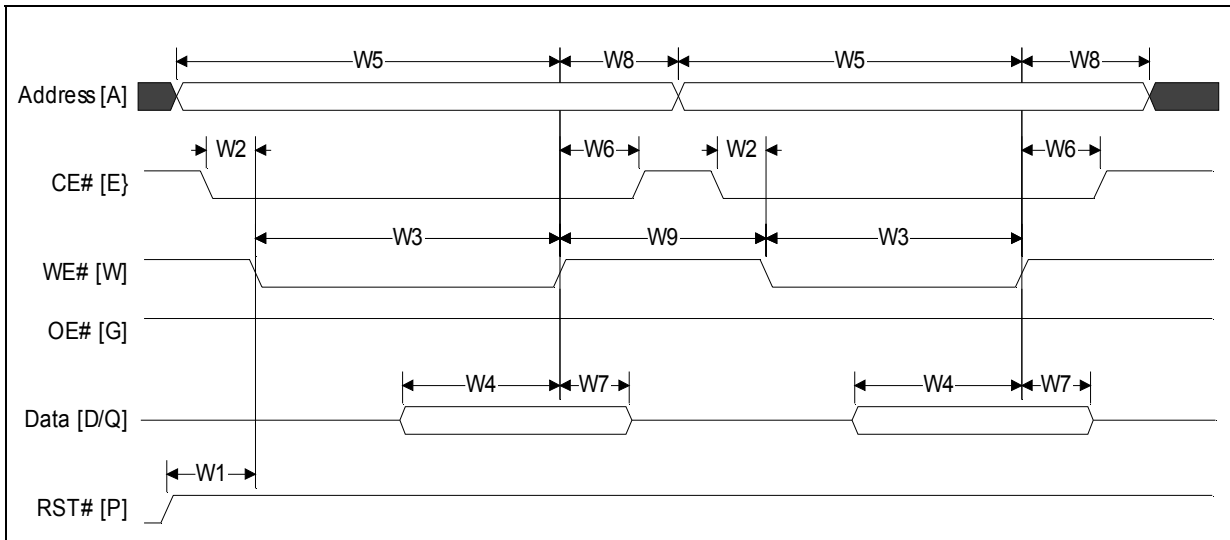 W5 W8 W5 W8
Address [A]
W2 W6 W2 W6
CE# [E}
W3 W9 W3
WE# [W]
OE# [G]
W4 W7 W4 W7
Data [D/Q]
W1
RST# [P]